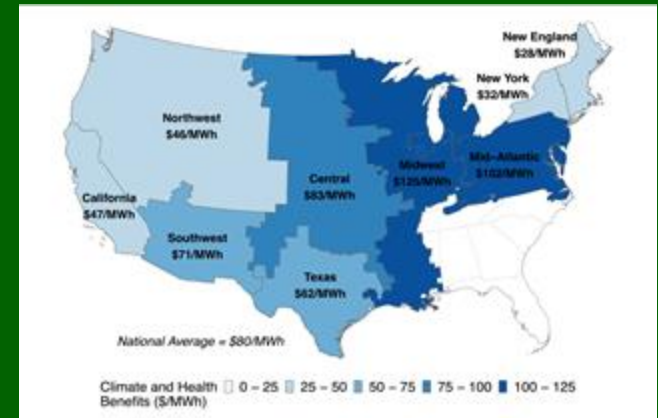 New England
$28/MWh
New York
$32/MWh
Northwest
$46/MWh
Midwest
$125/MWh
Mid-Atlantic
$102/MWh
Central
$83/MWh
California
$47/MWh
Southwest
$71/MWh
Texas
$62/MWh
National Average = $80/MWh
Climate and Health 0 – 25 25 – 50 50 – 75 75 – 100 100 – 125
Benefits ($/MWh)